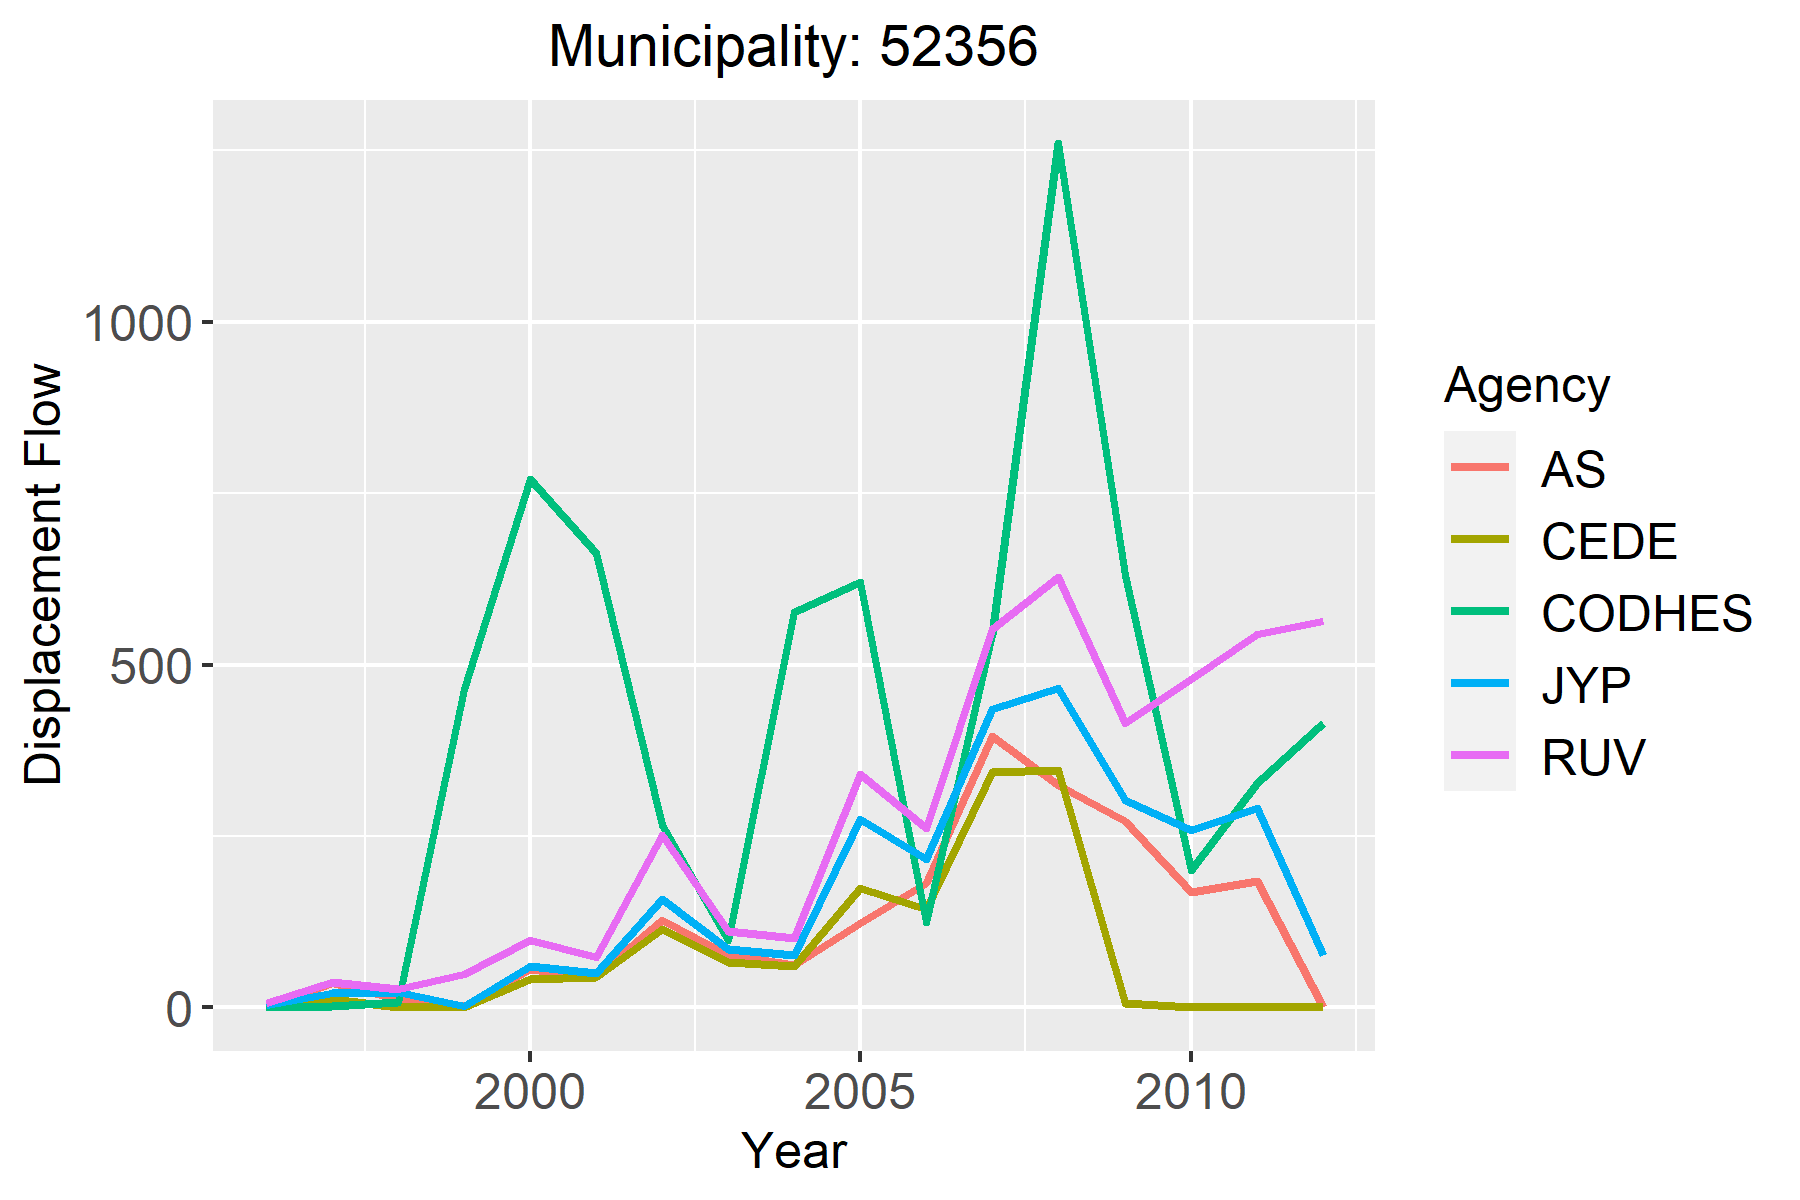 Municipality: 52356
Displacement Flow
1000
500
0
2000
2005
2010
Year
Agency
AS
CEDE
CODHES
JYP
RUV